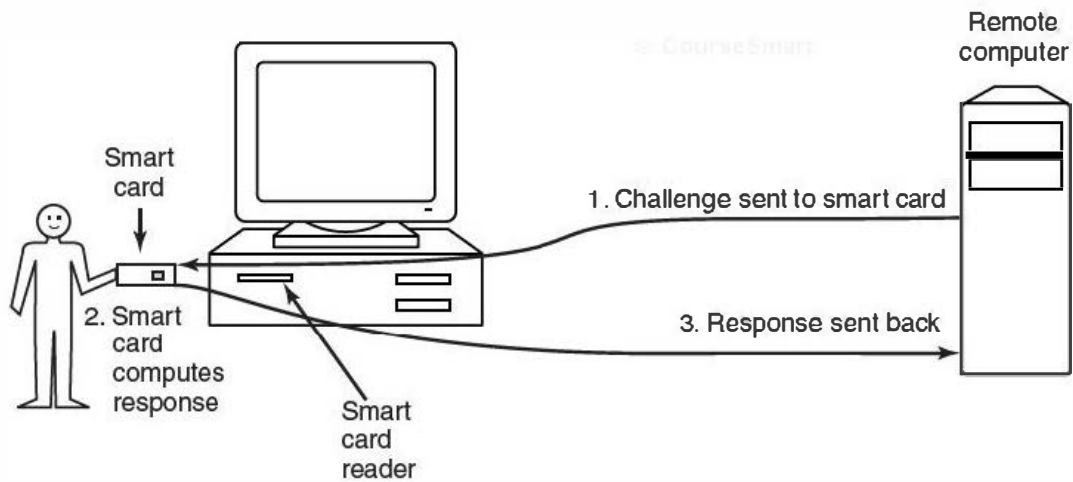 © CourseSmart
Remote
computer
Smart
card
1. Challenge sent to smart card
2. Smart
card
computes
response
3. Response sent back
Smart
card
reader